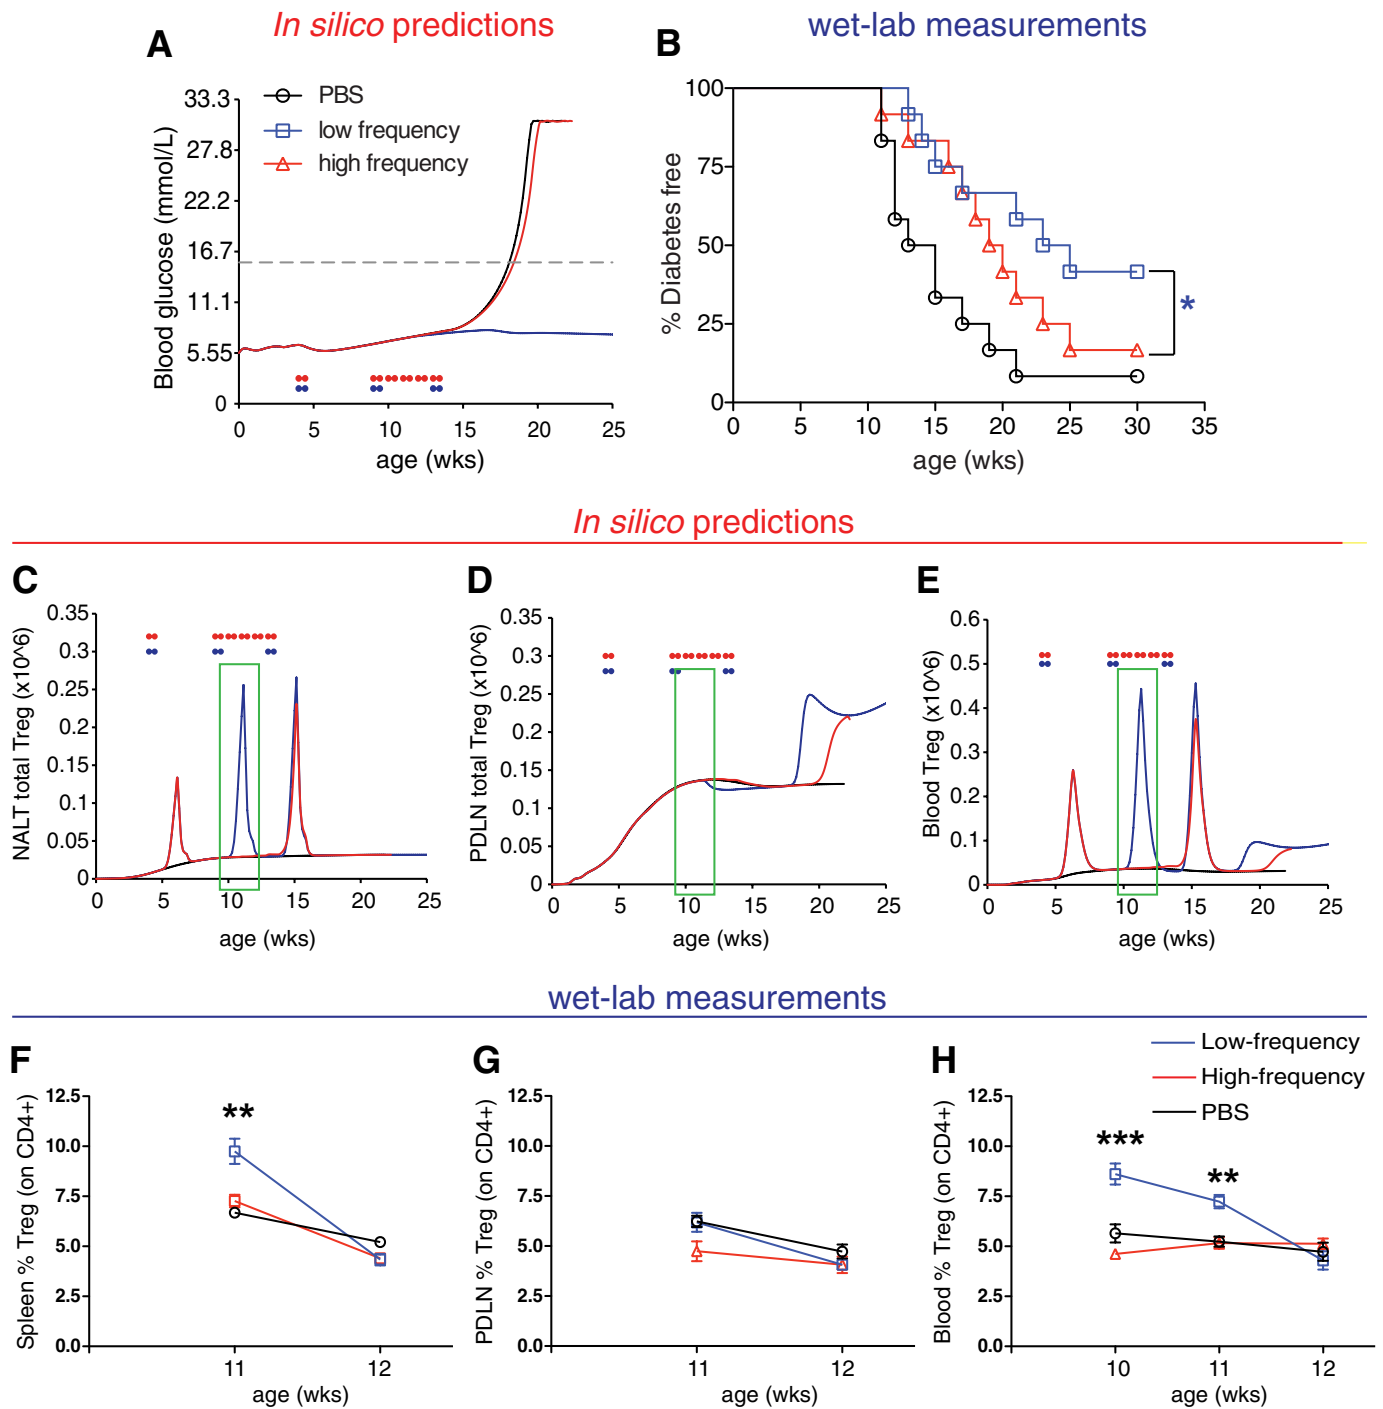 In silico predictions
wet-lab measurements
A
B
PBS
low frequency
high frequency
Blood glucose (mmol/L)
33.3
27.8
22.2
16.7
11.1
5.55
0
0 5 10 15 20 25
age (wks)
% Diabetes free
100
75
50
25
0
*
0 5 10 15 20 25 30 35
age (wks)
In silico predictions
C
NALT total Treg (x10^6)
0.35
0.3
0.25
0.2
0.15
0.1
0.05
0
0 5 10 15 20 25
age (wks)
D
PDLN total Treg (x10^6)
0.35
0.3
0.25
0.2
0.15
0.1
0.05
0
0 5 10 15 20 25
age (wks)
E
Blood Treg (x10^6)
0.6
0.5
0.4
0.3
0.2
0.1
0
0 5 10 15 20 25
age (wks)
wet-lab measurements
F
Spleen % Treg (on CD4+)
12.5
10.0
7.5
5.0
2.5
0.0
**
11 12
age (wks)
G
PDLN % Treg (on CD4+)
12.5
10.0
7.5
5.0
2.5
0.0
11 12
age (wks)
H
Low-frequency
High-frequency
PBS
Blood % Treg (on CD4+)
12.5
10.0
7.5
5.0
2.5
0.0
***
**
10 11 12
age (wks)